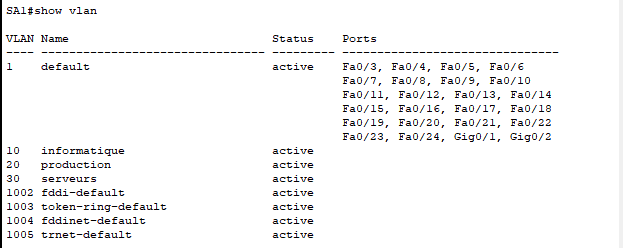 SA1#show vlan
VLAN Name Status Ports
---- -------------------------------- --------- -------------------------------
1 default active Fa0/3, Fa0/4, Fa0/5, Fa0/6
Fa0/7, Fa0/8, Fa0/9, Fa0/10
Fa0/11, Fa0/12, Fa0/13, Fa0/14
Fa0/15, Fa0/16, Fa0/17, Fa0/18
Fa0/19, Fa0/20, Fa0/21, Fa0/22
Fa0/23, Fa0/24, Gig0/1, Gig0/2
10 informatique active
20 production active
30 serveurs active
1002 fddi-default active
1003 token-ring-default active
1004 fddinet-default active
1005 trnet-default active